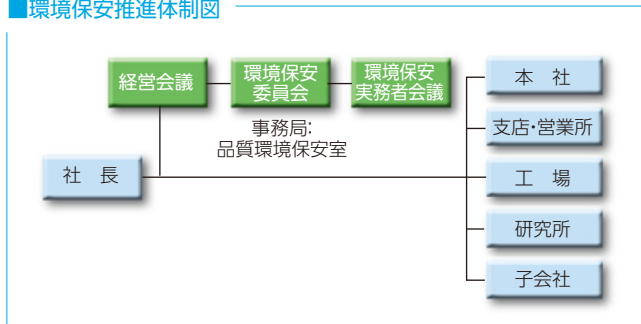 ■環境保安推進体制図
経営会議
環境保安
委員会
環境保安
実務者会議
事務局:
品質環境保安室
社　長
本　社
支店・営業所
工　場
研究所
子会社